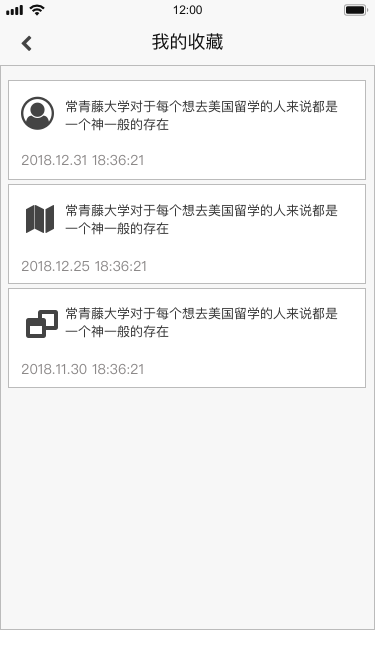 12:00
我的收藏
常青藤大学对于每个想去美国留学的人来说都是
一个神一般的存在
2018.12.31 18:36:21
常青藤大学对于每个想去美国留学的人来说都是
一个神一般的存在
2018.12.25 18:36:21
常青藤大学对于每个想去美国留学的人来说都是
一个神一般的存在
2018.11.30 18:36:21